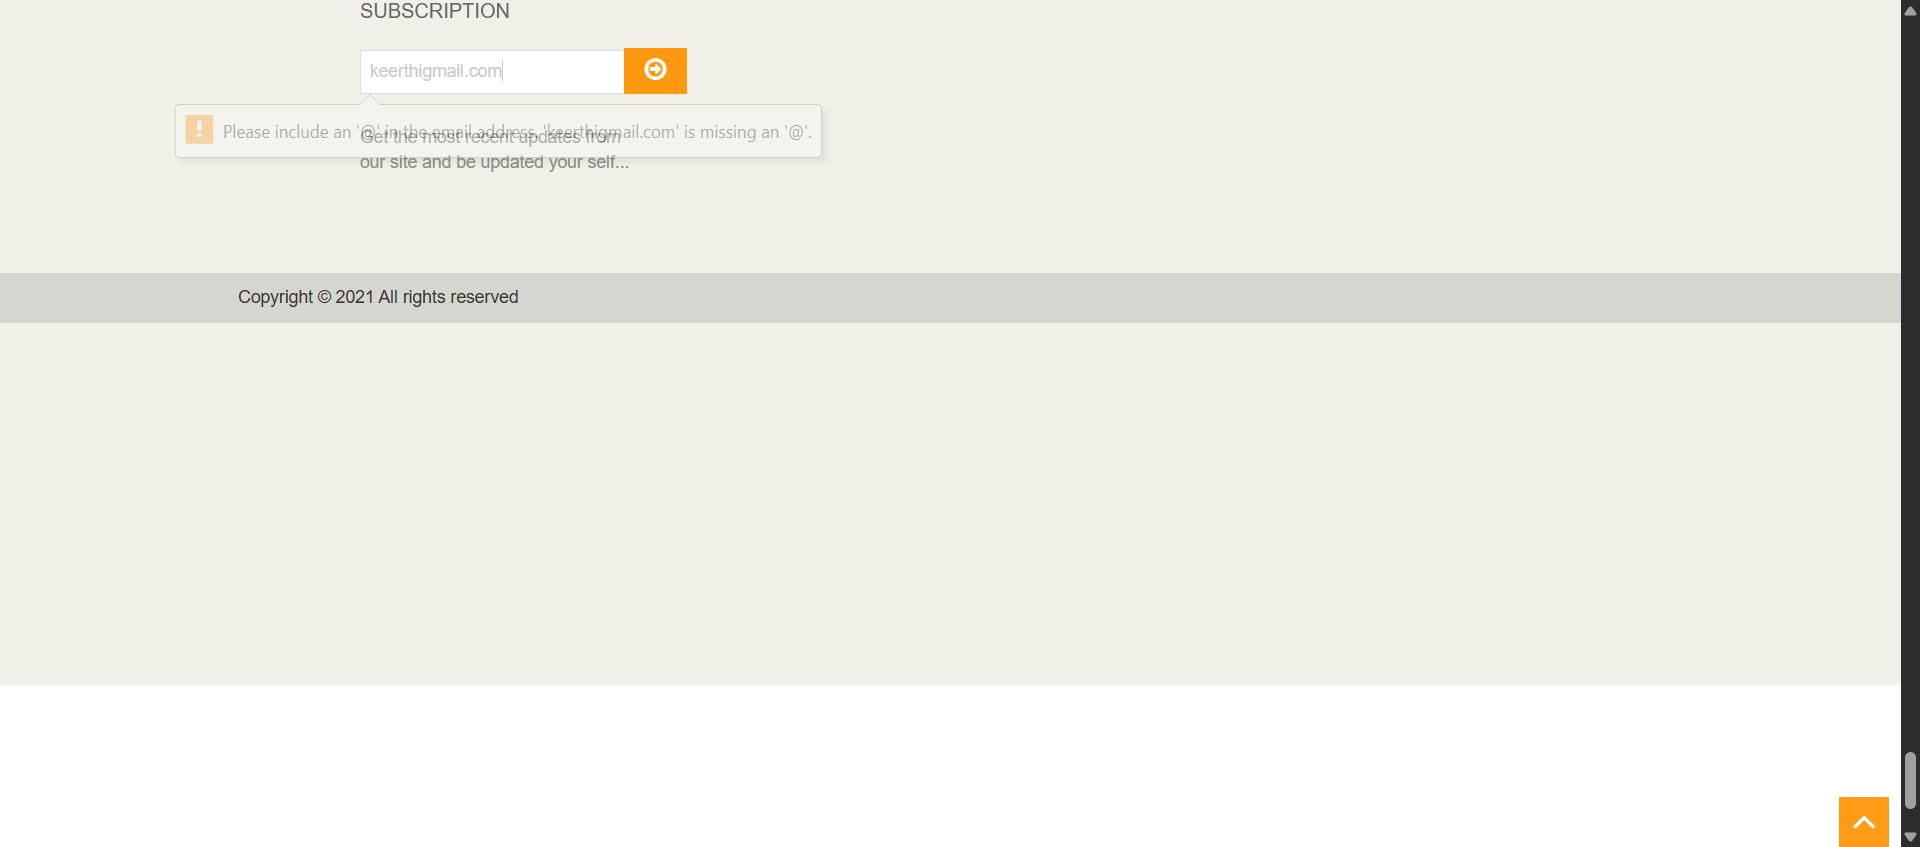 SUBSCRIPTION
keerthigmail.com
Please include an '@' in the email address. 'keerthigmail.com' is missing an '@'.
Get the most recent updates from
our site and be updated your self...
Copyright © 2021 All rights reserved